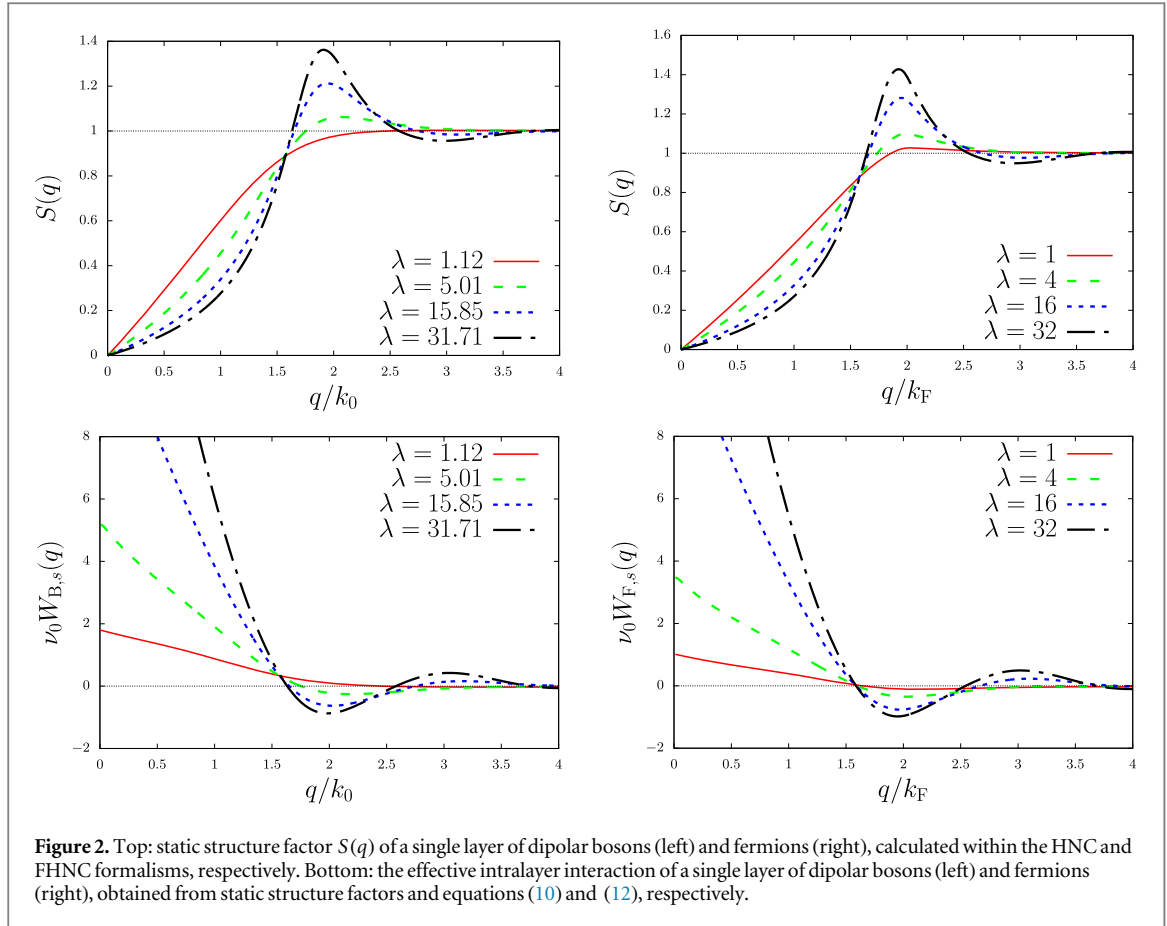 1.4
1.2
1
0.8
0.6
0.4
0.2
0
S(q)
0 0.5 1 1.5 2 2.5 3 3.5 4
q/k₀
λ = 1.12
λ = 5.01
λ = 15.85
λ = 31.71
1.6
1.4
1.2
1
0.8
0.6
0.4
0.2
0
S(q)
0 0.5 1 1.5 2 2.5 3 3.5 4
q/k_F
λ = 1
λ = 4
λ = 16
λ = 32
8
6
4
2
0
−2
ν₀W_B,s(q)
0 0.5 1 1.5 2 2.5 3 3.5 4
q/k₀
λ = 1.12
λ = 5.01
λ = 15.85
λ = 31.71
8
6
4
2
0
−2
ν₀W_F,s(q)
0 0.5 1 1.5 2 2.5 3 3.5 4
q/k_F
λ = 1
λ = 4
λ = 16
λ = 32
Figure 2. Top: static structure factor S(q) of a single layer of dipolar bosons (left) and fermions (right), calculated within the HNC and
FHNC formalisms, respectively. Bottom: the effective intralayer interaction of a single layer of dipolar bosons (left) and fermions
(right), obtained from static structure factors and equations (10) and (12), respectively.